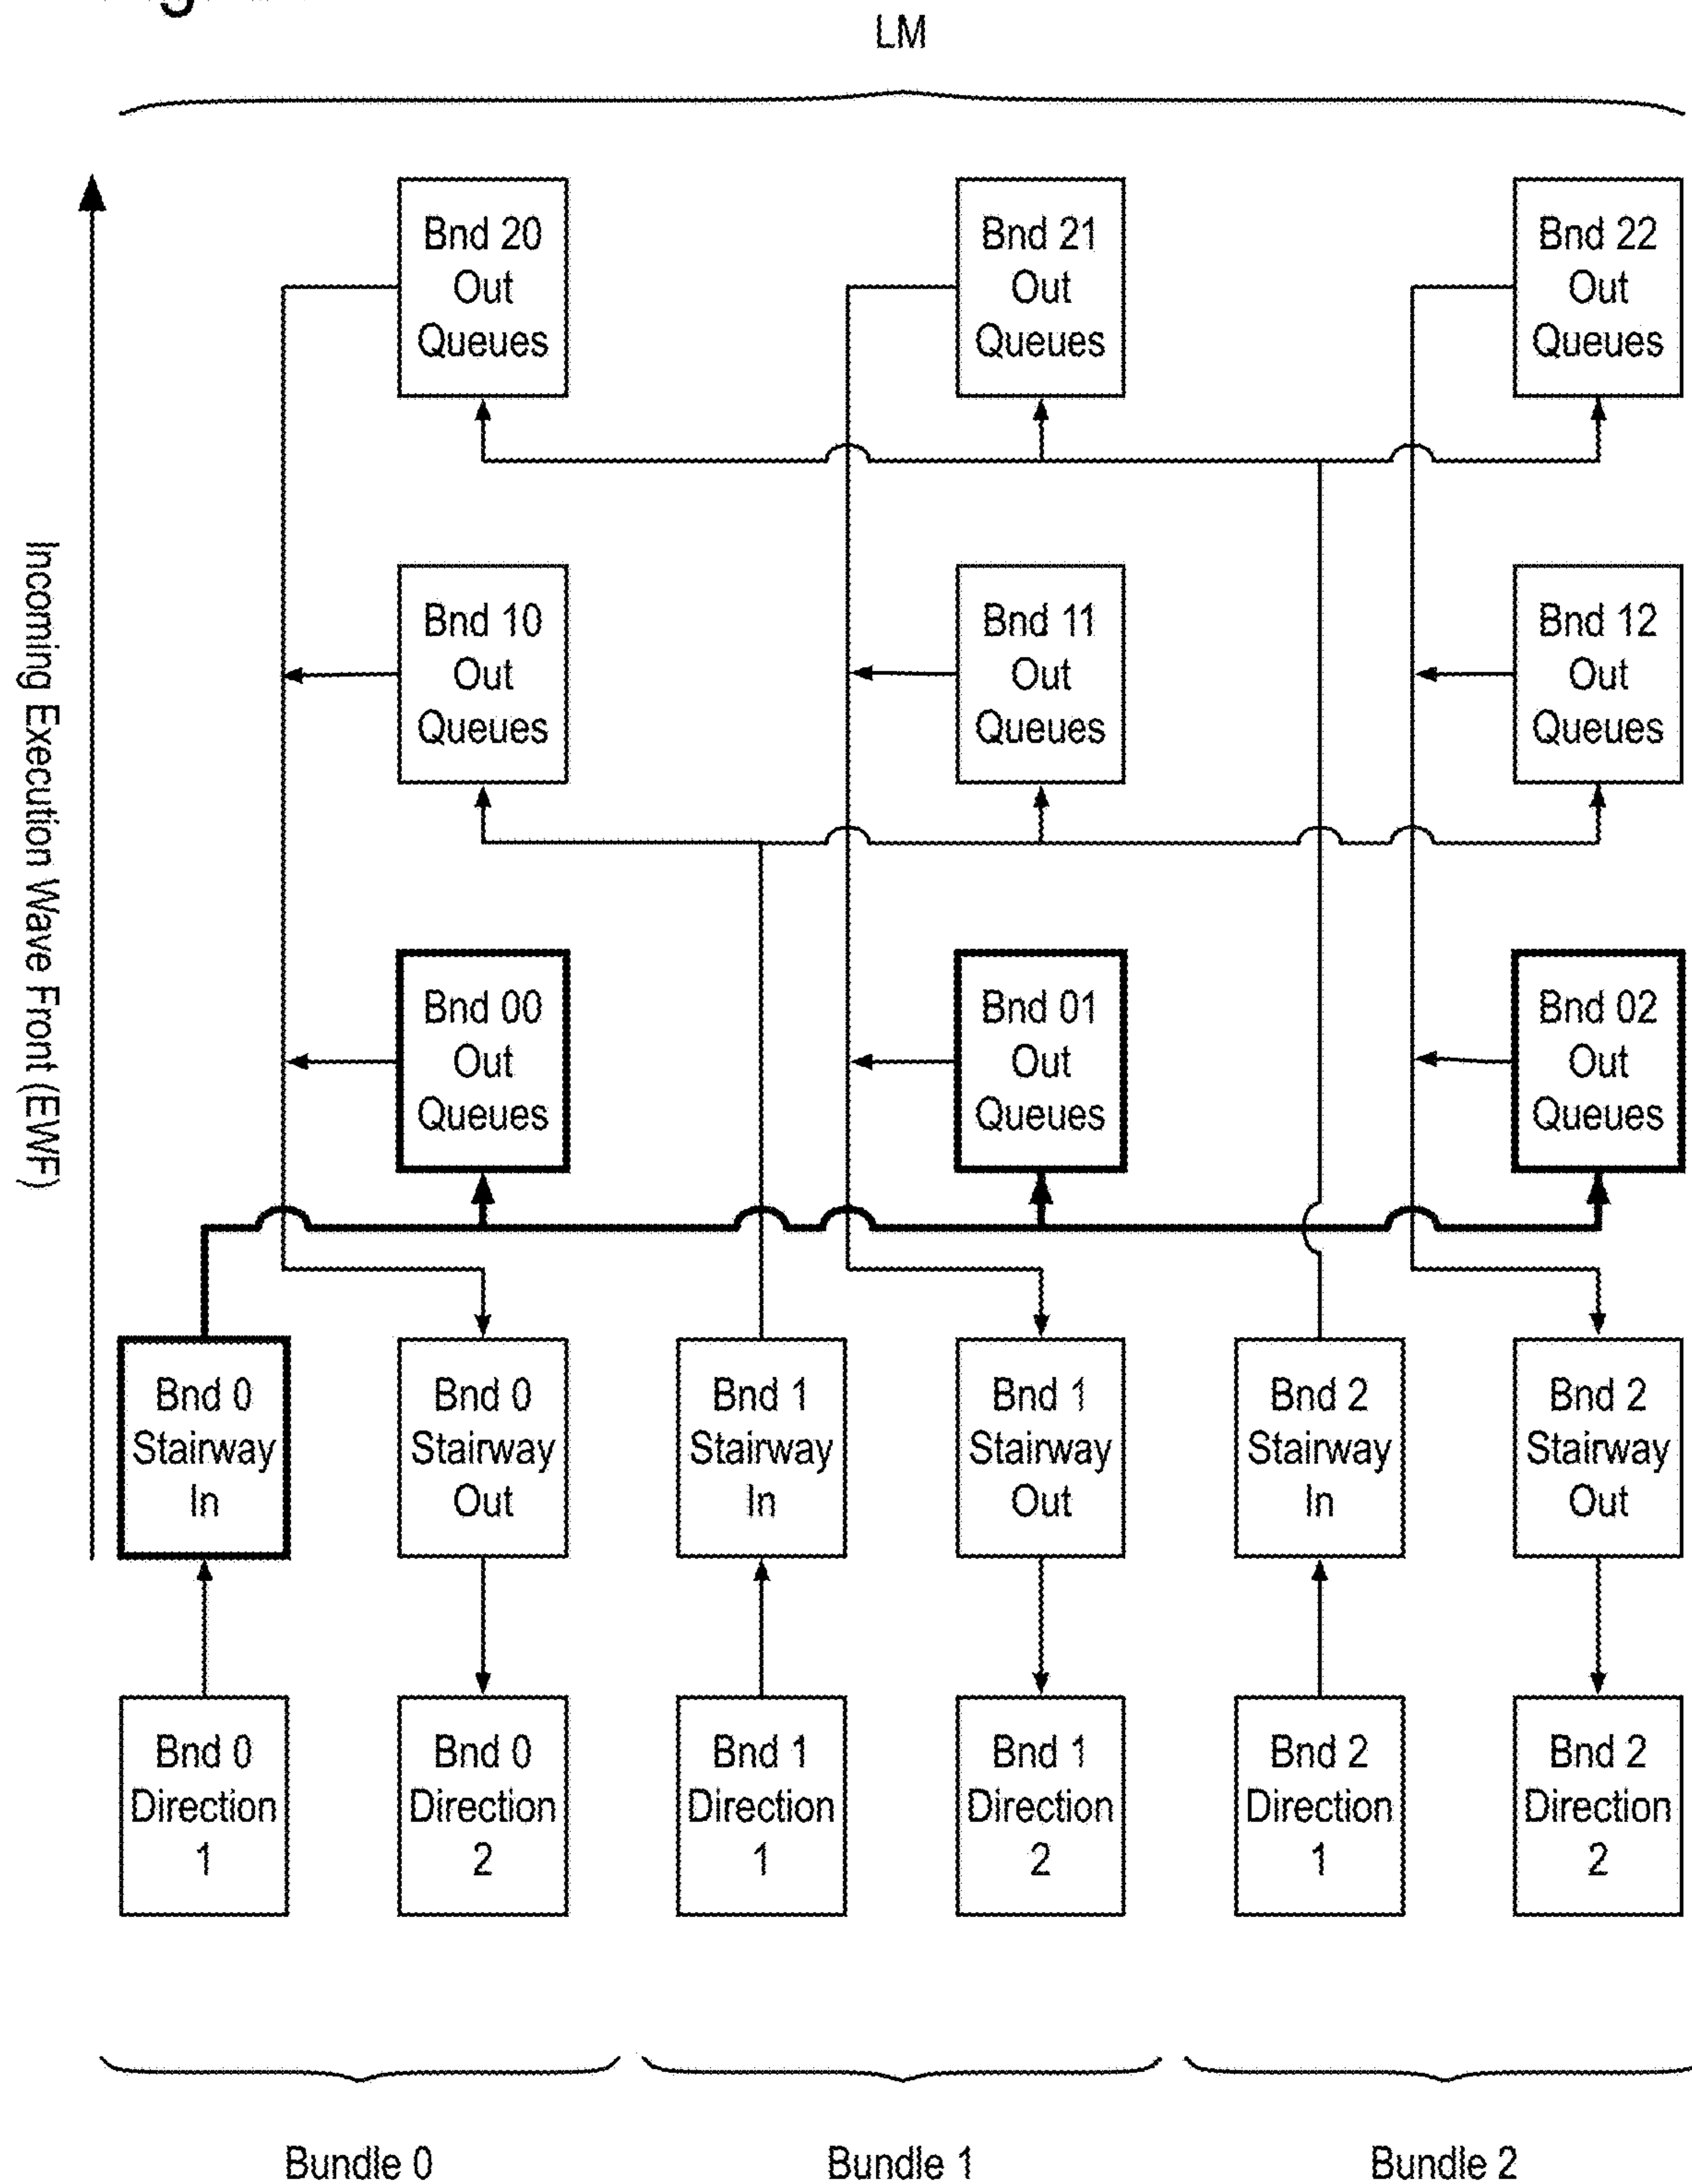 LM
Bnd 20
Out
Queues
Bnd 21
Out
Queues
Bnd 22
Out
Queues
Incoming Execution Wave Front (EWF)
Bnd 10
Out
Queues
Bnd 11
Out
Queues
Bnd 12
Out
Queues
Bnd 00
Out
Queues
Bnd 01
Out
Queues
Bnd 02
Out
Queues
Bnd 0
Stairway
In
Bnd 0
Stairway
Out
Bnd 1
Stairway
In
Bnd 1
Stairway
Out
Bnd 2
Stairway
In
Bnd 2
Stairway
Out
Bnd 0
Direction
1
Bnd 0
Direction
2
Bnd 1
Direction
1
Bnd 1
Direction
2
Bnd 2
Direction
1
Bnd 2
Direction
2
Bundle 0
Bundle 1
Bundle 2